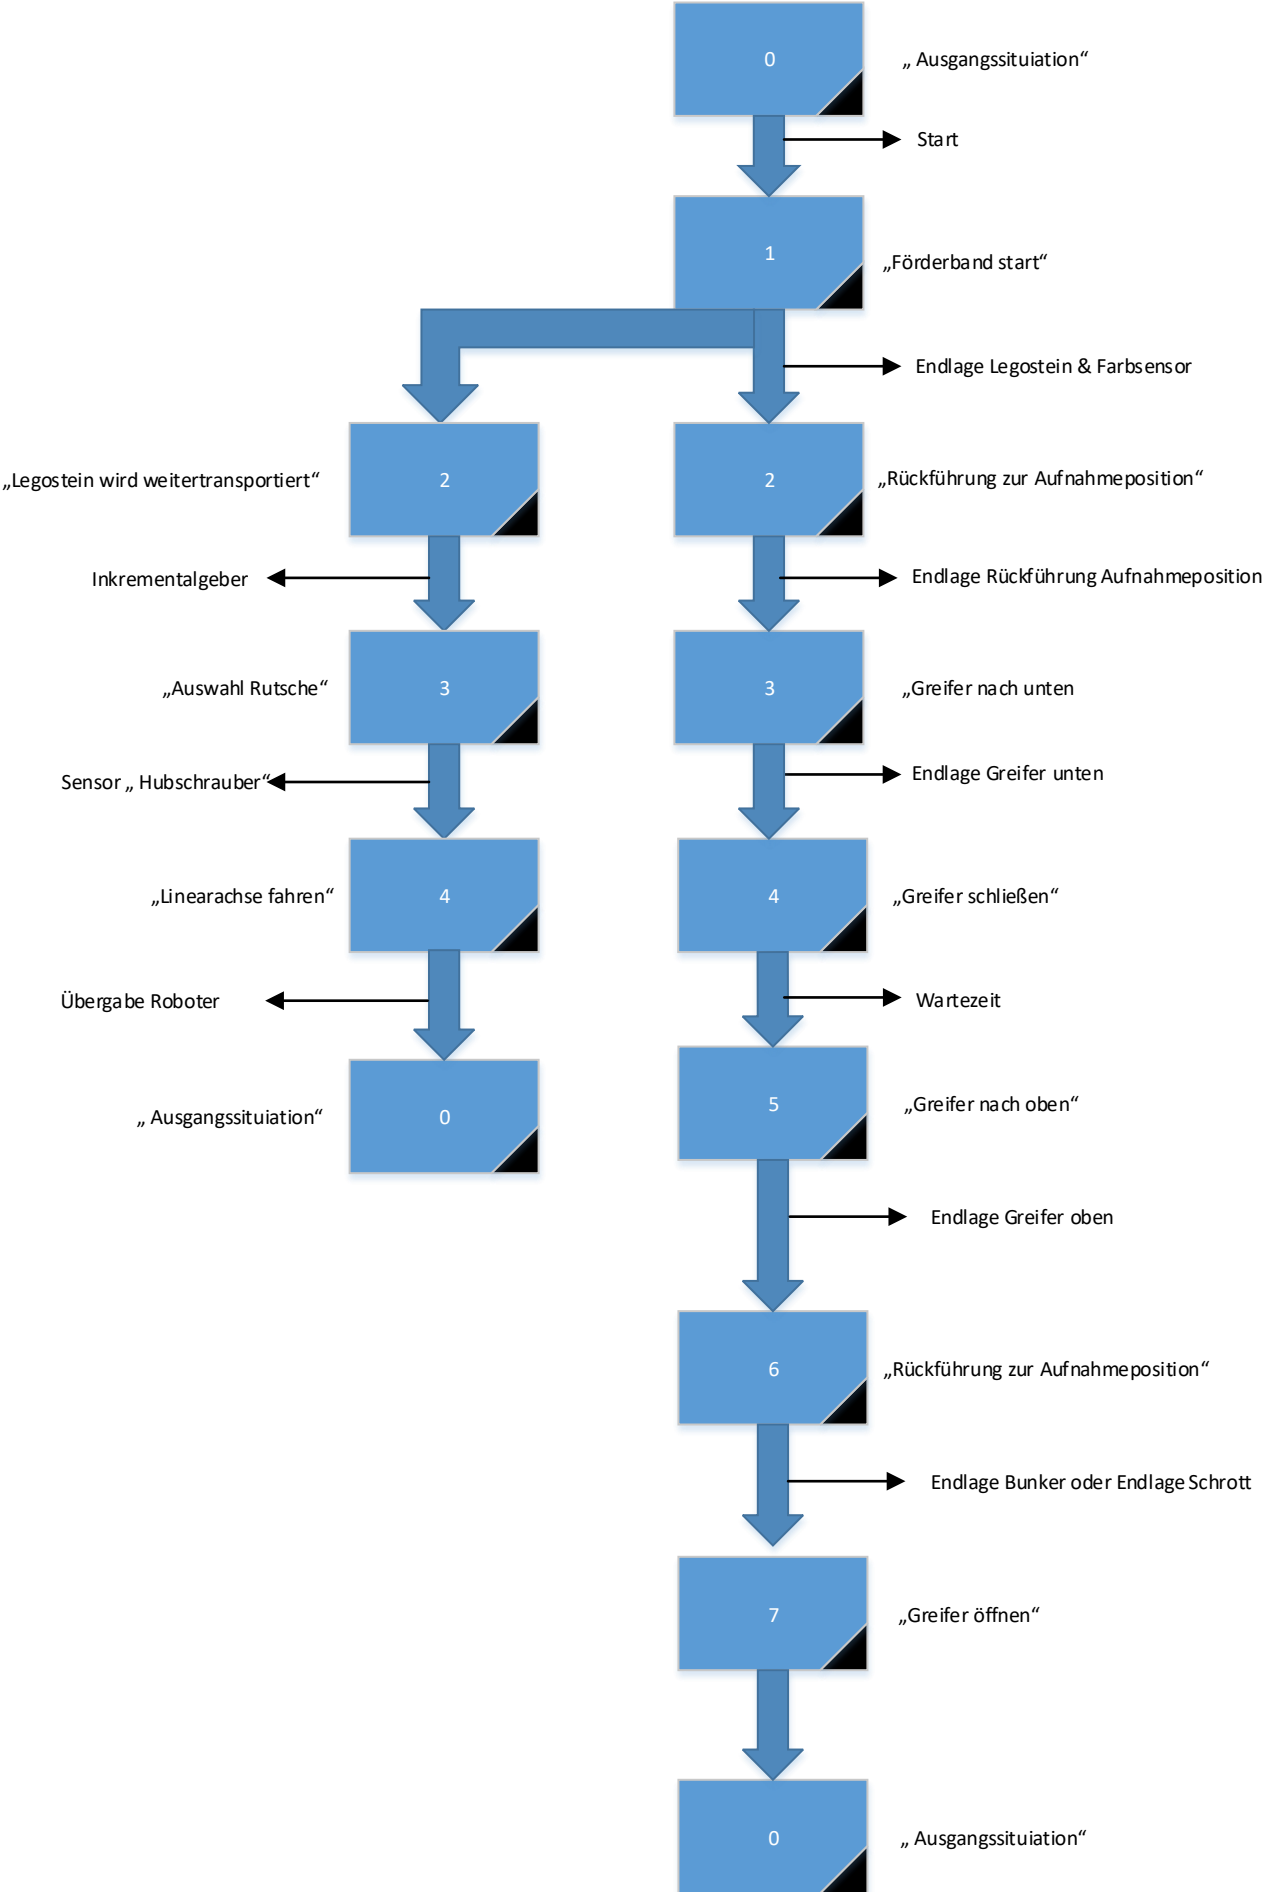 0
„ Ausgangssituiation“
Start
1
„Förderband start“
Endlage Legostein & Farbsensor
„Legostein wird weitertransportiert“
2
2
„Rückführung zur Aufnahmeposition“
Inkrementalgeber
Endlage Rückführung Aufnahmeposition
„Auswahl Rutsche“
3
3
„Greifer nach unten
Sensor „ Hubschrauber“
Endlage Greifer unten
„Linearachse fahren“
4
4
„Greifer schließen“
Übergabe Roboter
Wartezeit
„ Ausgangssituiation“
0
5
„Greifer nach oben“
Endlage Greifer oben
6
„Rückführung zur Aufnahmeposition“
Endlage Bunker oder Endlage Schrott
7
„Greifer öffnen“
0
„ Ausgangssituiation“